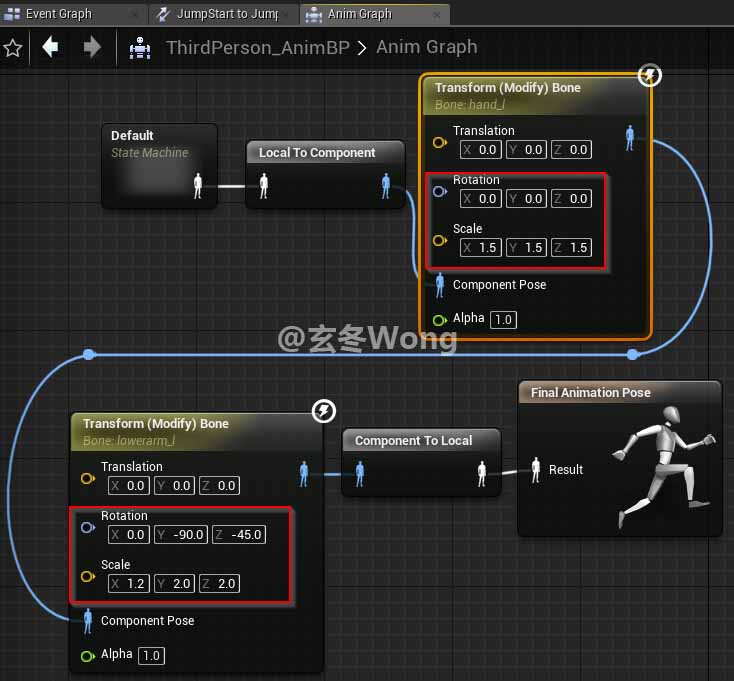 Event Graph
JumpStart to Jump
Anim Graph
ThirdPerson_AnimBP > Anim Graph
Default
State Machine
Local To Component
Transform (Modify) Bone
Bone: hand_l
Translation
X 0.0 Y 0.0 Z 0.0
Rotation
X 0.0 Y 0.0 Z 0.0
Scale
X 1.5 Y 1.5 Z 1.5
Component Pose
Alpha 1.0
@玄冬Wong
Transform (Modify) Bone
Bone: lowerarm_l
Translation
X 0.0 Y 0.0 Z 0.0
Rotation
X 0.0 Y -90.0 Z -45.0
Scale
X 1.2 Y 2.0 Z 2.0
Component Pose
Alpha 1.0
Component To Local
Final Animation Pose
Result